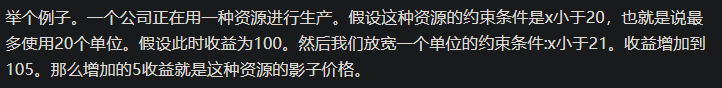 举个例子。一个公司正在用一种资源进行生产。假设这种资源的约束条件是x小于20，也就是说最
多使用20个单位。假设此时收益为100。然后我们放宽一个单位的约束条件:x小于21。收益增加到
105。那么增加的5收益就是这种资源的影子价格。